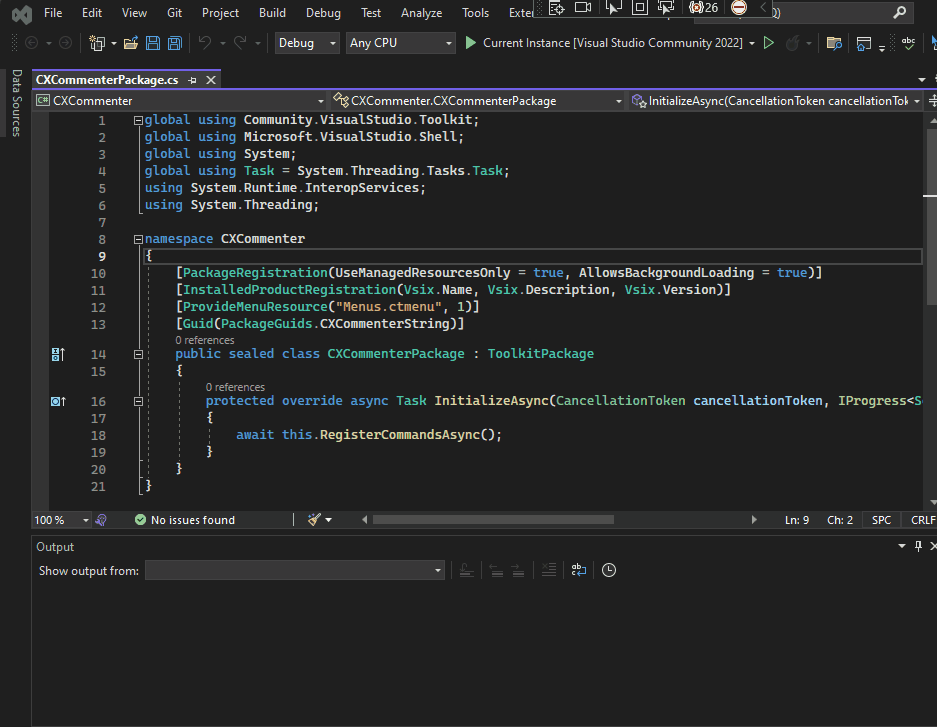 File Edit View Git Project Build Debug Test Analyze Tools
26
Debug Any CPU Current Instance [Visual Studio Community 2022]
abc
Data Sources
CXCommenterPackage.cs
C# CXCommenter CXCommenter.CXCommenterPackage InitializeAsync(CancellationToken cancellationTok
1 global using Community.VisualStudio.Toolkit;
2 global using Microsoft.VisualStudio.Shell;
3 global using System;
4 global using Task = System.Threading.Tasks.Task;
5 using System.Runtime.InteropServices;
6 using System.Threading;
7
8 namespace CXCommenter
9 {
10 [PackageRegistration(UseManagedResourcesOnly = true, AllowsBackgroundLoading = true)]
11 [InstalledProductRegistration(Vsix.Name, Vsix.Description, Vsix.Version)]
12 [ProvideMenuResource("Menus.ctmenu", 1)]
13 [Guid(PackageGuids.CXCommenterString)]
0 references
14 public sealed class CXCommenterPackage : ToolkitPackage
15 {
0 references
16 protected override async Task InitializeAsync(CancellationToken cancellationToken, IProgress<S
17 {
18 await this.RegisterCommandsAsync();
19 }
20 }
21 }
100 % No issues found Ln: 9 Ch: 2 SPC CRLF
Output
Show output from: